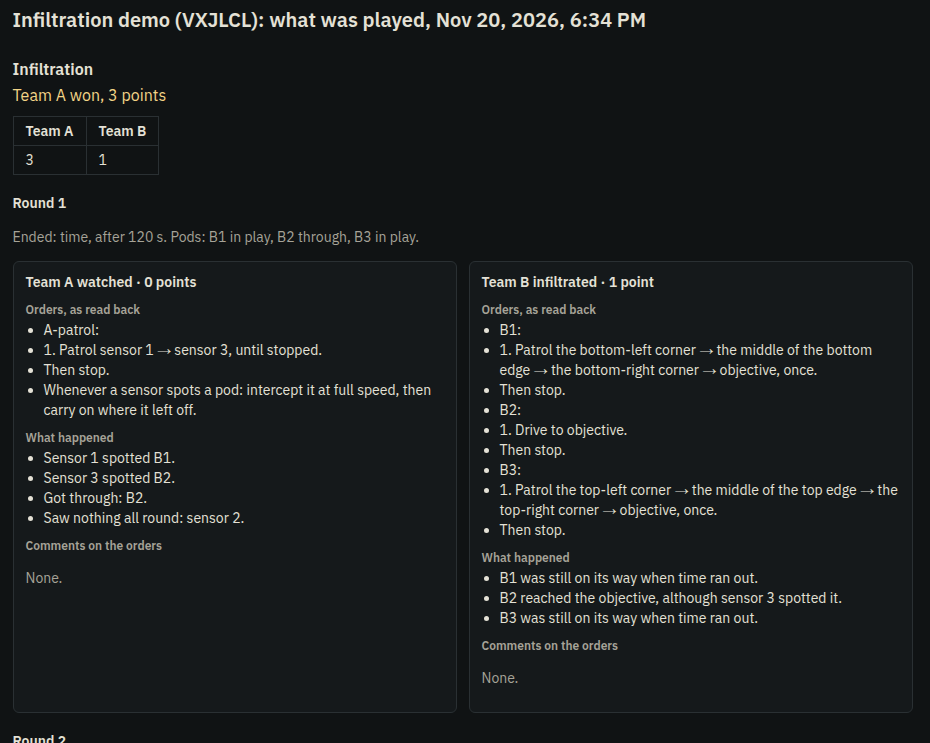 Infiltration demo (VXJLCL): what was played, Nov 20, 2026, 6:34 PM
Infiltration
Team A won, 3 points
Team A Team B
3 1
Round 1
Ended: time, after 120 s. Pods: B1 in play, B2 through, B3 in play.
Team A watched · 0 points
Orders, as read back
• A-patrol:
• 1. Patrol sensor 1 → sensor 3, until stopped.
• Then stop.
• Whenever a sensor spots a pod: intercept it at full speed, then
carry on where it left off.
What happened
• Sensor 1 spotted B1.
• Sensor 3 spotted B2.
• Got through: B2.
• Saw nothing all round: sensor 2.
Comments on the orders
None.
Team B infiltrated · 1 point
Orders, as read back
• B1:
• 1. Patrol the bottom-left corner → the middle of the bottom
edge → the bottom-right corner → objective, once.
• Then stop.
• B2:
• 1. Drive to objective.
• Then stop.
• B3:
• 1. Patrol the top-left corner → the middle of the top edge → the
top-right corner → objective, once.
• Then stop.
What happened
• B1 was still on its way when time ran out.
• B2 reached the objective, although sensor 3 spotted it.
• B3 was still on its way when time ran out.
Comments on the orders
None.
Round 2